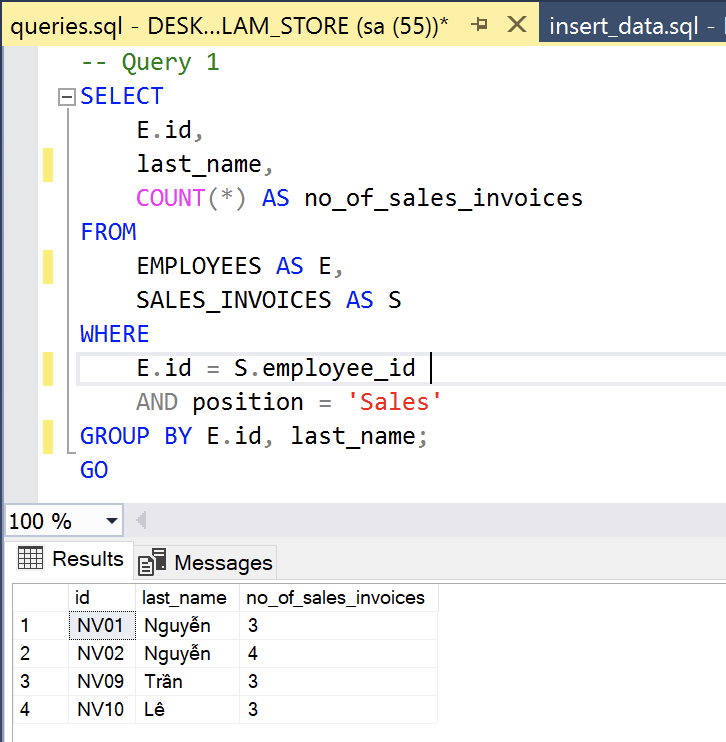 queries.sql - DESK...LAM_STORE (sa (55))* insert_data.sql -
-- Query 1
SELECT
E.id,
last_name,
COUNT(*) AS no_of_sales_invoices
FROM
EMPLOYEES AS E,
SALES_INVOICES AS S
WHERE
E.id = S.employee_id
AND position = 'Sales'
GROUP BY E.id, last_name;
GO
100 %
Results Messages
id last_name no_of_sales_invoices
1 NV01 Nguyễn 3
2 NV02 Nguyễn 4
3 NV09 Trần 3
4 NV10 Lê 3